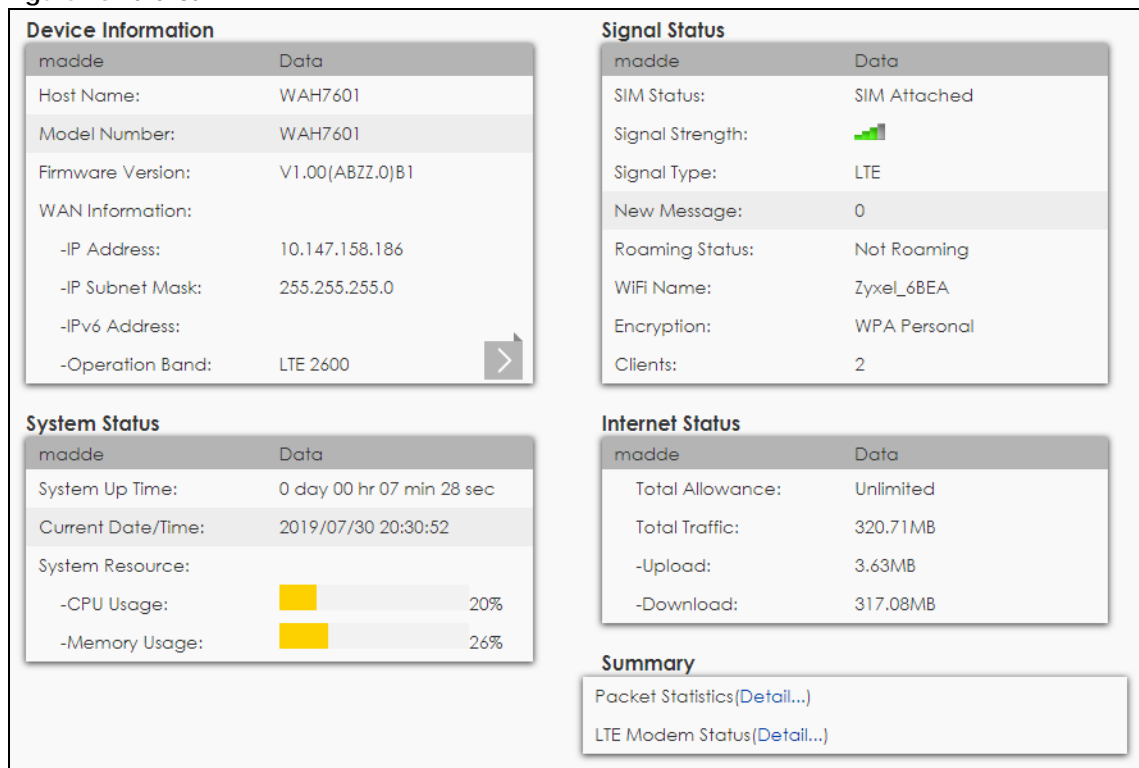 Device Information
madde Data
Host Name: WAH7601
Model Number: WAH7601
Firmware Version: V1.00(ABZZ.0)B1
WAN Information:
-IP Address: 10.147.158.186
-IP Subnet Mask: 255.255.255.0
-IPv6 Address:
-Operation Band: LTE 2600
System Status
madde Data
System Up Time: 0 day 00 hr 07 min 28 sec
Current Date/Time: 2019/07/30 20:30:52
System Resource:
-CPU Usage: 20%
-Memory Usage: 26%
Signal Status
madde Data
SIM Status: SIM Attached
Signal Strength:
Signal Type: LTE
New Message: 0
Roaming Status: Not Roaming
WiFi Name: Zyxel_6BEA
Encryption: WPA Personal
Clients: 2
Internet Status
madde Data
Total Allowance: Unlimited
Total Traffic: 320.71MB
-Upload: 3.63MB
-Download: 317.08MB
Summary
Packet Statistics(Detail...)
LTE Modem Status(Detail...)